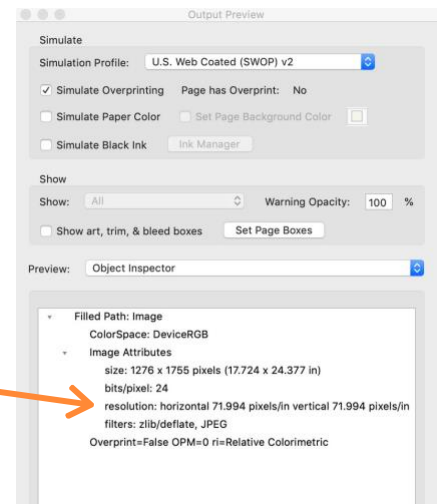 Output Preview
Simulate
Simulation Profile: U.S. Web Coated (SWOP) v2
Simulate Overprinting Page has Overprint: No
Simulate Paper Color Set Page Background Color
Simulate Black Ink Ink Manager
Show
Show: All Warning Opacity: 100 %
Show art, trim, & bleed boxes Set Page Boxes
Preview: Object Inspector
Filled Path: Image
ColorSpace: DeviceRGB
Image Attributes
size: 1276 x 1755 pixels (17.724 x 24.377 in)
bits/pixel: 24
resolution: horizontal 71.994 pixels/in vertical 71.994 pixels/in
filters: zlib/deflate, JPEG
Overprint=False OPM=0 ri=Relative Colorimetric